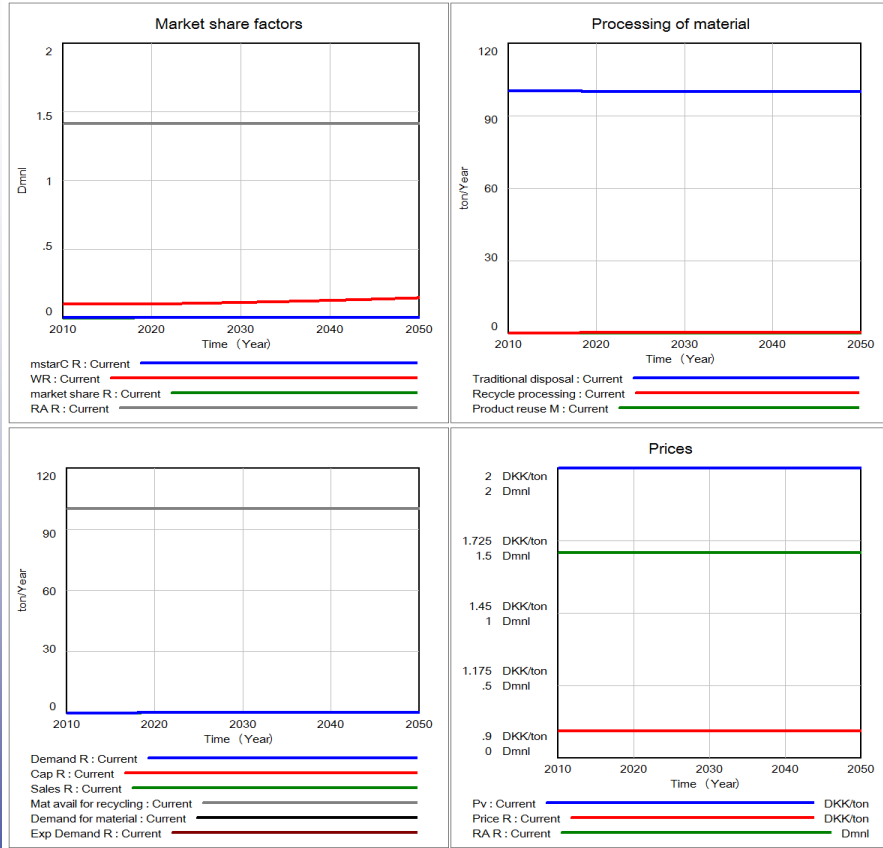 Market share factors
2
1.5
1
.5
0
Dmnl
2010 2020 2030 2040 2050
Time (Year)
mstarC R : Current
WR : Current
market share R : Current
RA R : Current
Processing of material
120
90
60
30
0
ton/Year
2010 2020 2030 2040 2050
Time (Year)
Traditional disposal : Current
Recycle processing : Current
Product reuse M : Current
120
90
60
30
0
ton/Year
2010 2020 2030 2040 2050
Time (Year)
Demand R : Current
Cap R : Current
Sales R : Current
Mat avail for recycling : Current
Demand for material : Current
Exp Demand R : Current
Prices
2 DKK/ton
2 Dmnl
1.725 DKK/ton
1.5 Dmnl
1.45 DKK/ton
1 Dmnl
1.175 DKK/ton
.5 Dmnl
.9 DKK/ton
0 Dmnl
2010 2020 2030 2040 2050
Time (Year)
Pv : Current DKK/ton
Price R : Current DKK/ton
RA R : Current Dmnl